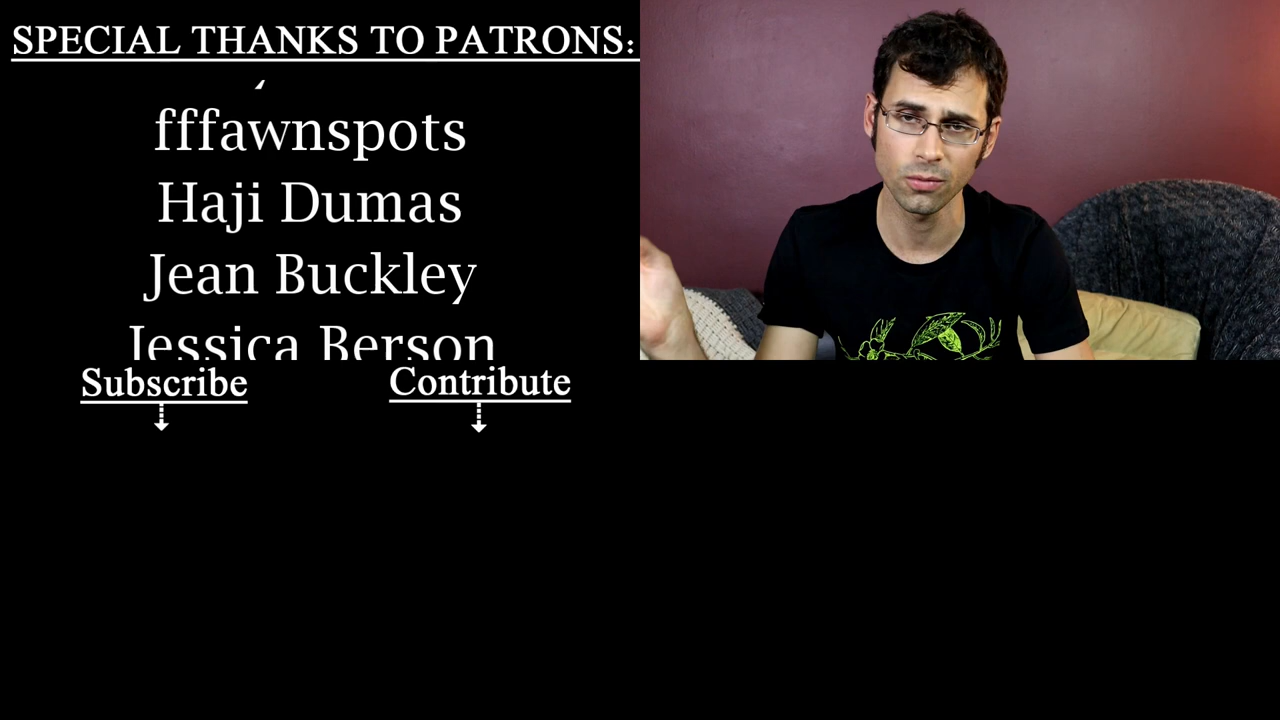 SPECIAL THANKS TO PATRONS:
fffawnspots
Haji Dumas
Jean Buckley
Jessica Berson
Subscribe
Contribute